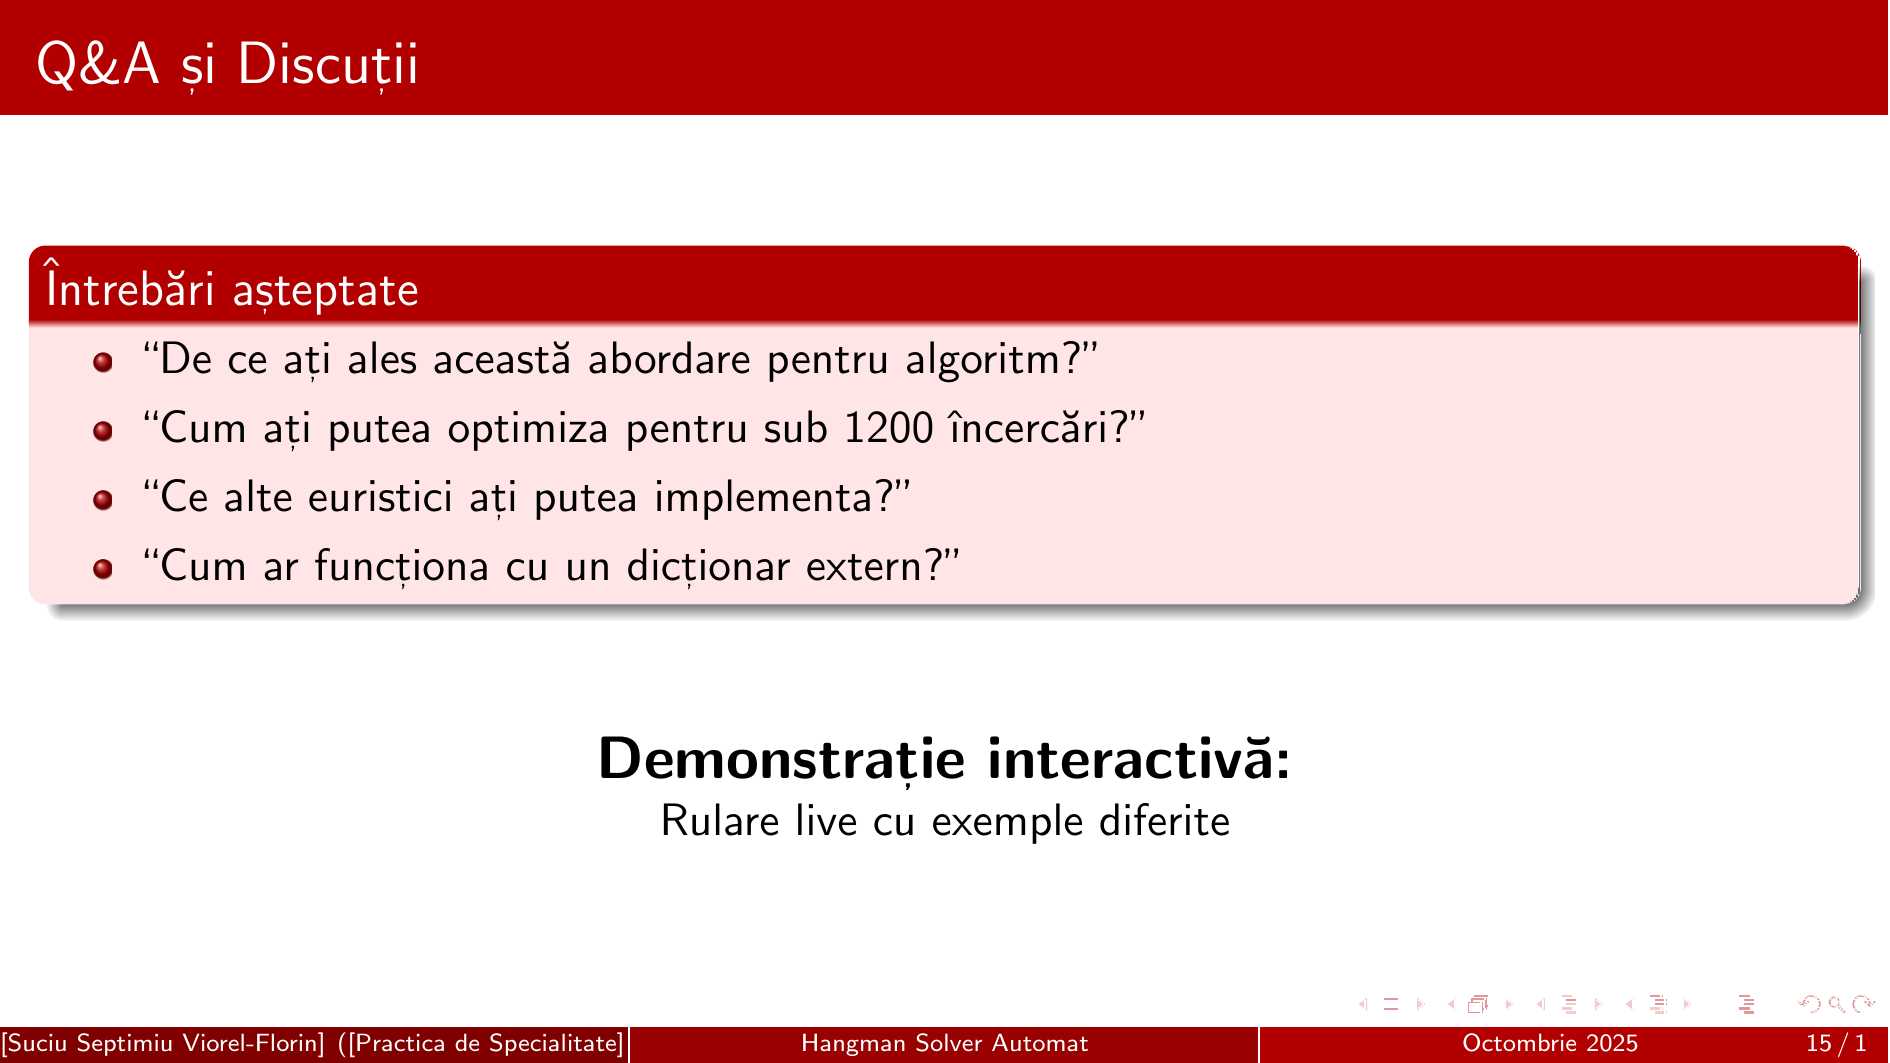 Q&A și Discuții
Întrebări așteptate
“De ce ați ales această abordare pentru algoritm?”
“Cum ați putea optimiza pentru sub 1200 încercări?”
“Ce alte euristici ați putea implementa?”
“Cum ar funcționa cu un dicționar extern?”
Demonstrație interactivă:
Rulare live cu exemple diferite
[Suciu Septimiu Viorel-Florin] ([Practica de Specialitate]
Hangman Solver Automat
Octombrie 2025
15 / 1